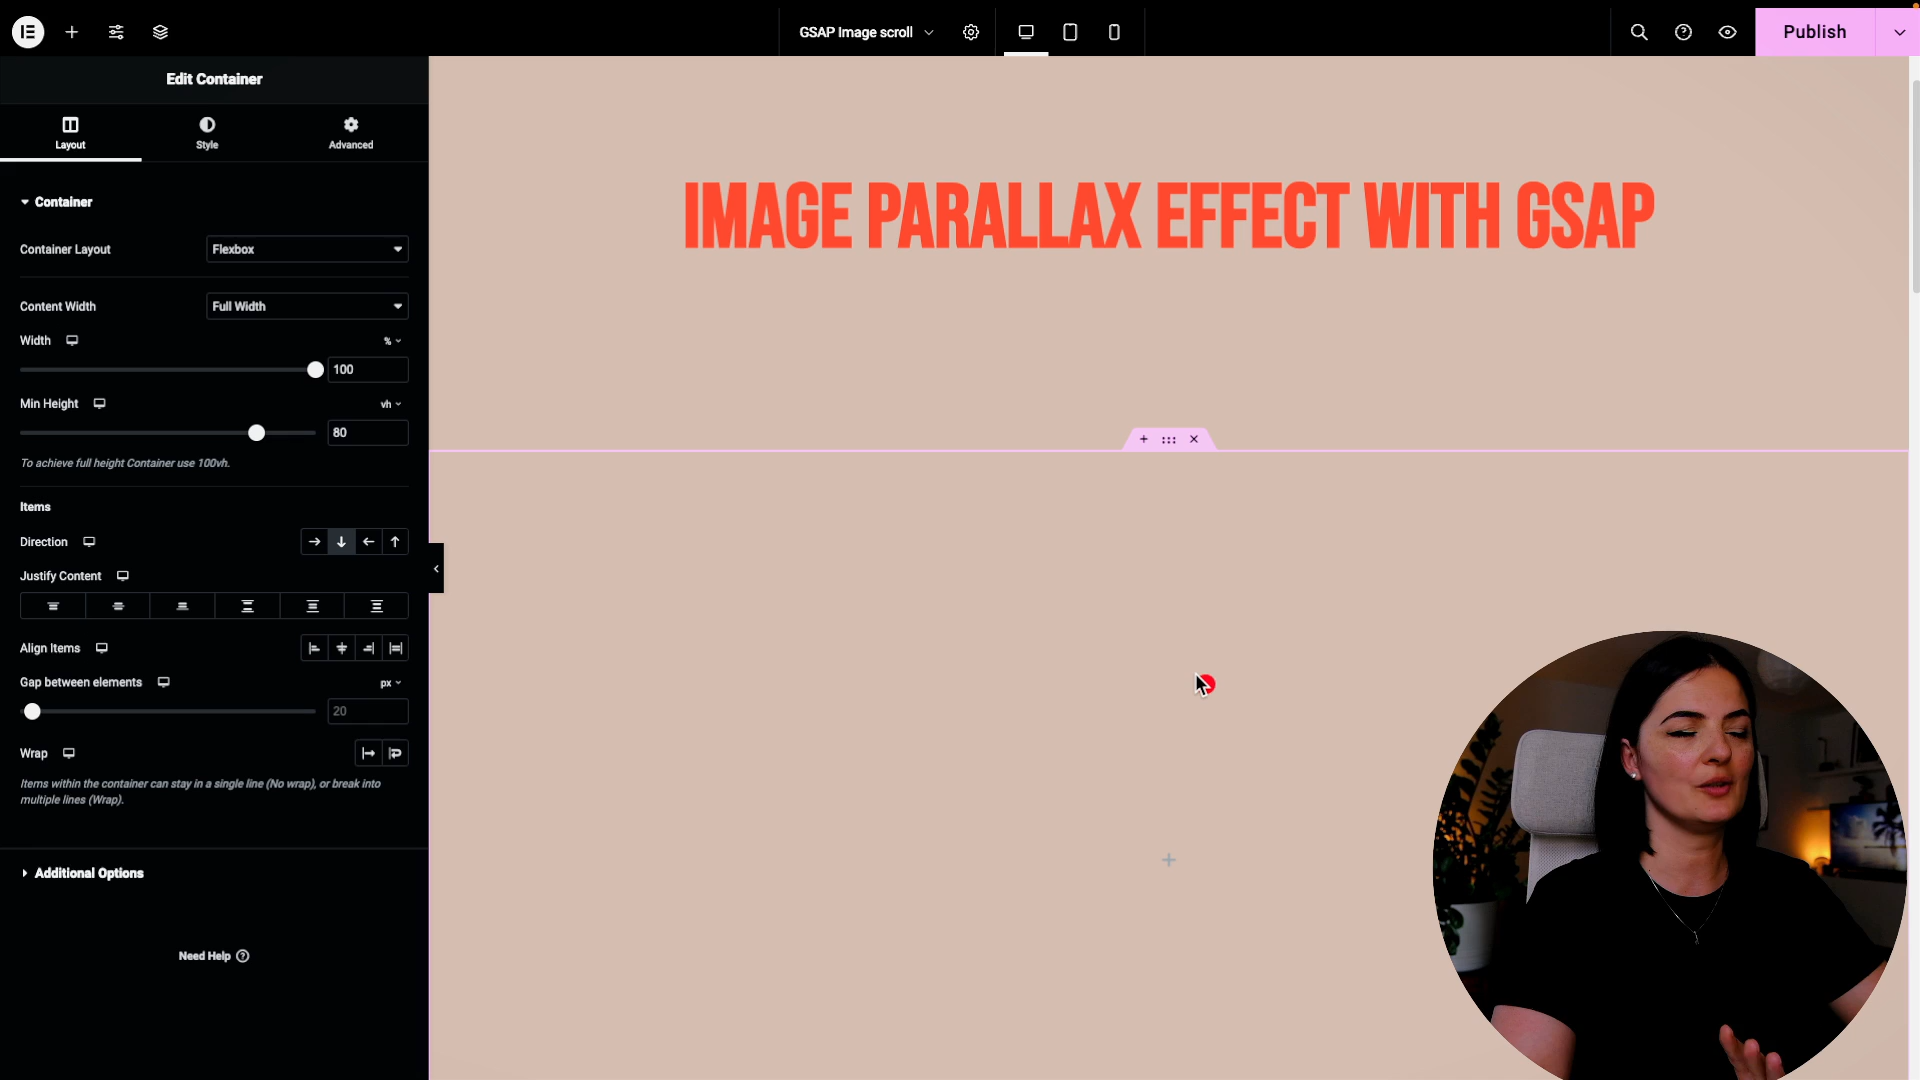 GSAP Image scroll
Publish
Edit Container
Layout
Style
Advanced
Container
Container Layout
Flexbox
Content Width
Full Width
Width
%
100
Min Height
vh
80
To achieve full height Container use 100vh.
Items
Direction
Justify Content
Align Items
Gap between elements
px
20
Wrap
Items within the container can stay in a single line (No wrap), or break into
multiple lines (Wrap).
Additional Options
Need Help
IMAGE PARALLAX EFFECT WITH GSAP